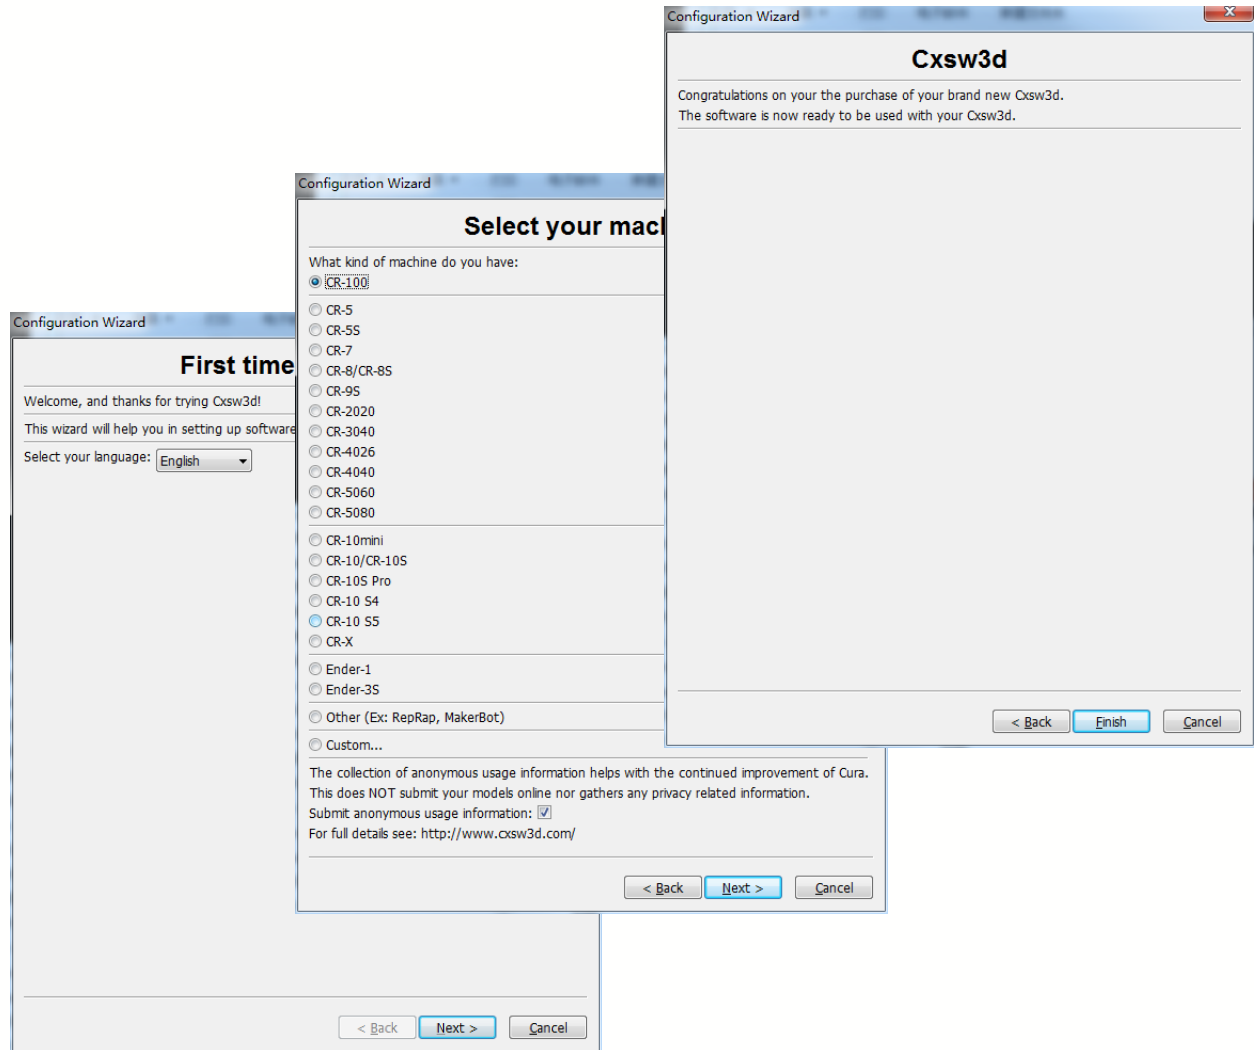 Configuration Wizard
First time
Welcome, and thanks for trying Cxsw3d!
This wizard will help you in setting up software
Select your language: English
< Back Next > Cancel
Configuration Wizard
Select your mach
What kind of machine do you have:
CR-100
CR-5
CR-5S
CR-7
CR-8/CR-8S
CR-9S
CR-2020
CR-3040
CR-4026
CR-4040
CR-5060
CR-5080
CR-10mini
CR-10/CR-10S
CR-10S Pro
CR-10 S4
CR-10 S5
CR-X
Ender-1
Ender-3S
Other (Ex: RepRap, MakerBot)
Custom...
The collection of anonymous usage information helps with the continued improvement of Cura.
This does NOT submit your models online nor gathers any privacy related information.
Submit anonymous usage information:
For full details see: http://www.cxsw3d.com/
< Back Next > Cancel
Configuration Wizard
Cxsw3d
Congratulations on your the purchase of your brand new Cxsw3d.
The software is now ready to be used with your Cxsw3d.
< Back Finish Cancel